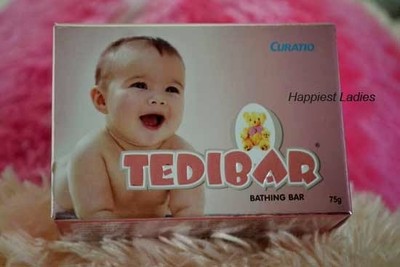 CURATIO
Happiest Ladies
TEDIBAR®
BATHING BAR
75g